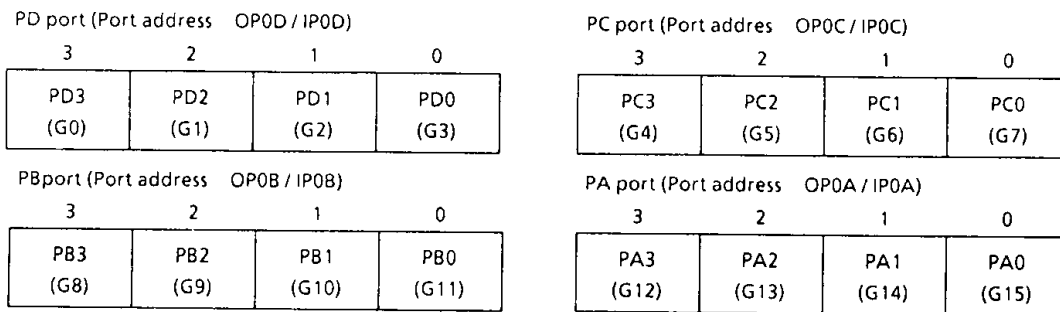 PD port (Port address OP0D / IP0D)
3 2 1 0
PD3 PD2 PD1 PD0
(G0) (G1) (G2) (G3)
PC port (Port addres OP0C / IP0C)
3 2 1 0
PC3 PC2 PC1 PC0
(G4) (G5) (G6) (G7)
PBport (Port address OP0B / IP0B)
3 2 1 0
PB3 PB2 PB1 PB0
(G8) (G9) (G10) (G11)
PA port (Port address OP0A / IP0A)
3 2 1 0
PA3 PA2 PA1 PA0
(G12) (G13) (G14) (G15)